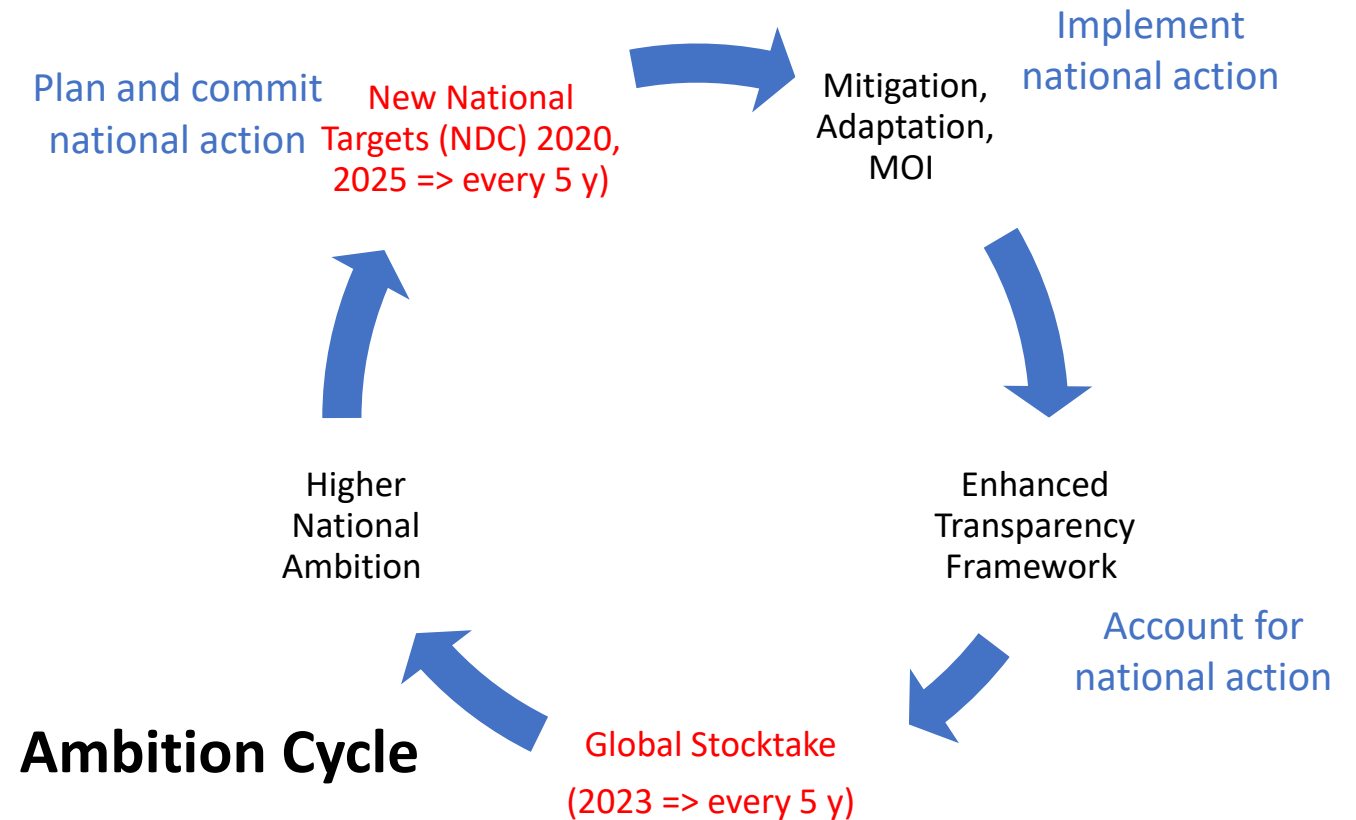 Plan and commit
national action
New National
Targets (NDC) 2020,
2025 => every 5 y)
Mitigation,
Adaptation,
MOI
Implement
national action
Enhanced
Transparency
Framework
Account for
national action
Global Stocktake
(2023 => every 5 y)
Higher
National
Ambition
Ambition Cycle